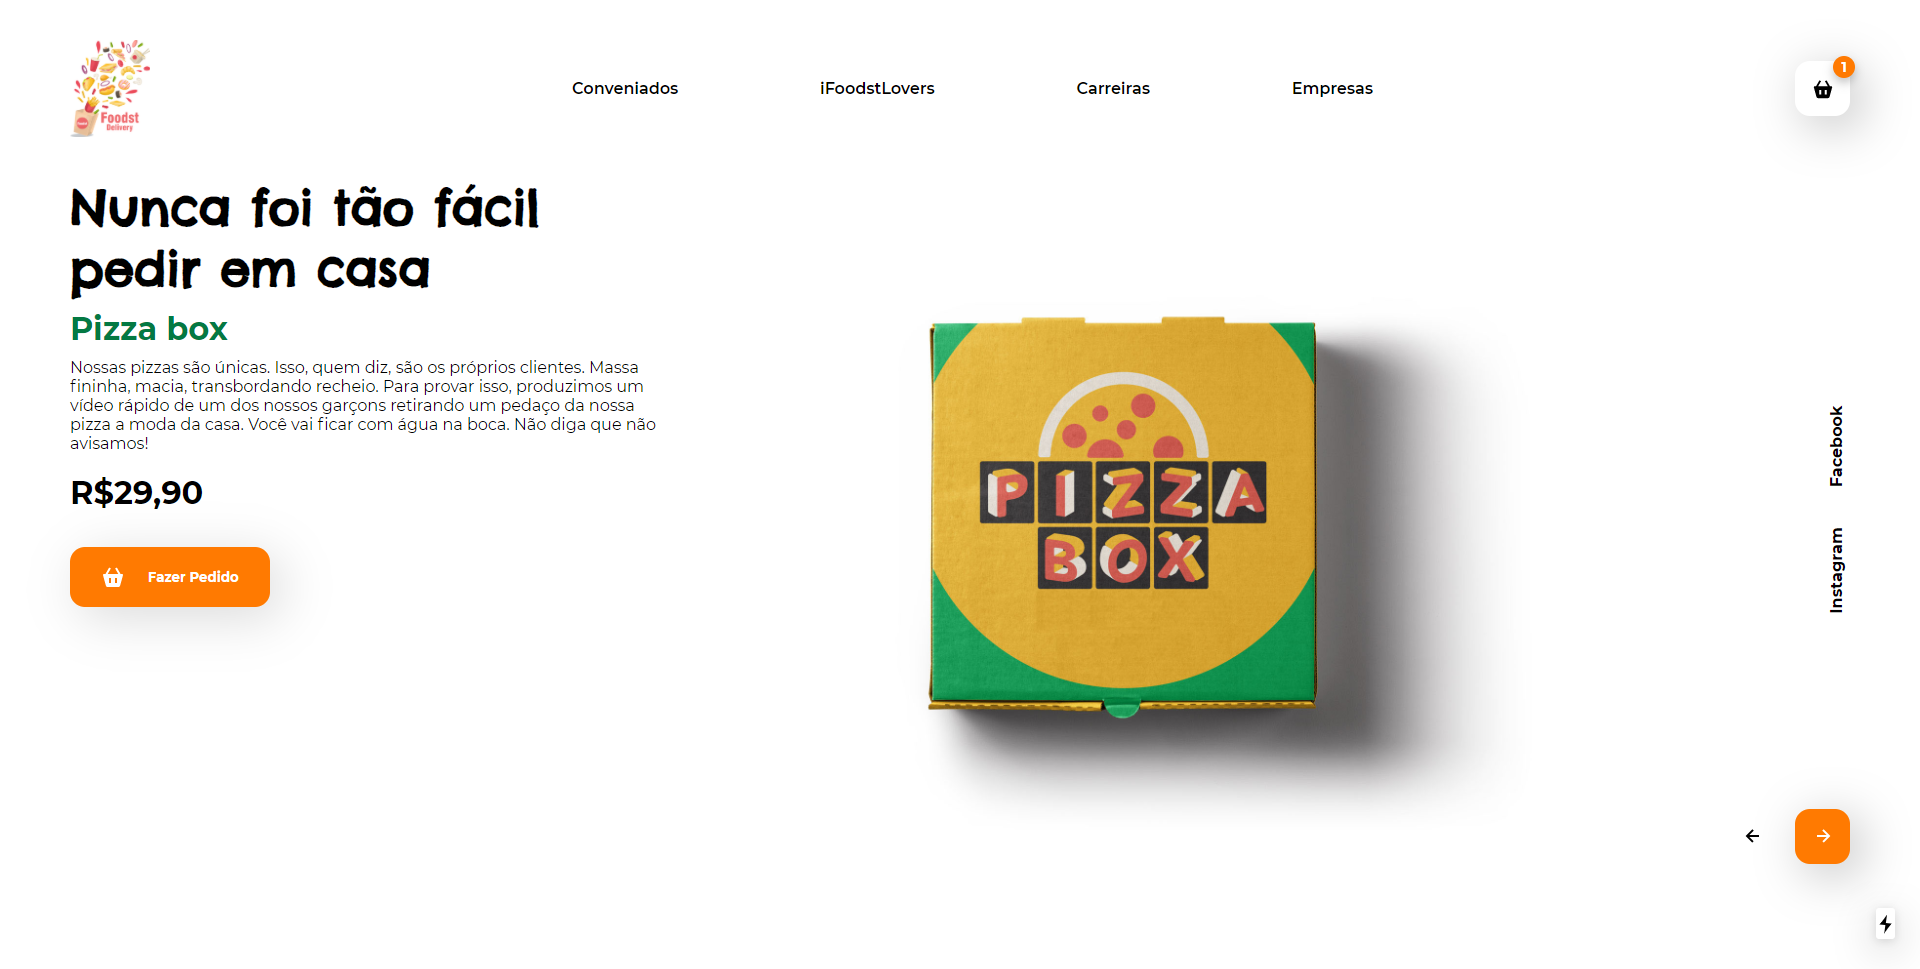 Foodst
Delivery
Conveniados
iFoodstLovers
Carreiras
Empresas
1
Nunca foi tão fácil
pedir em casa
Pizza box
Nossas pizzas são únicas. Isso, quem diz, são os próprios clientes. Massa
fininha, macia, transbordando recheio. Para provar isso, produzimos um
vídeo rápido de um dos nossos garçons retirando um pedaço da nossa
pizza a moda da casa. Você vai ficar com água na boca. Não diga que não
avisamos!
R$29,90
Fazer Pedido
PIZZA
BOX
Facebook
Instagram